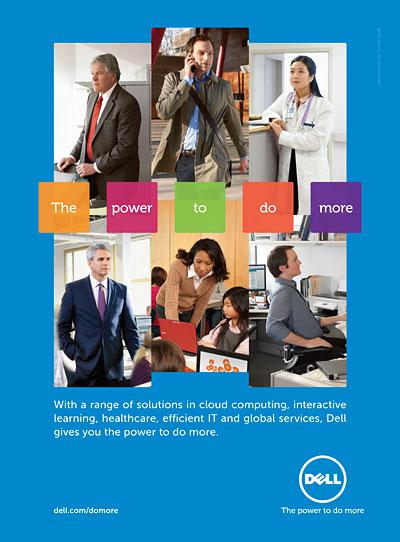 The power to do more
With a range of solutions in cloud computing, interactive
learning, healthcare, efficient IT and global services, Dell
gives you the power to do more.
DELL
dell.com/domore
The power to do more